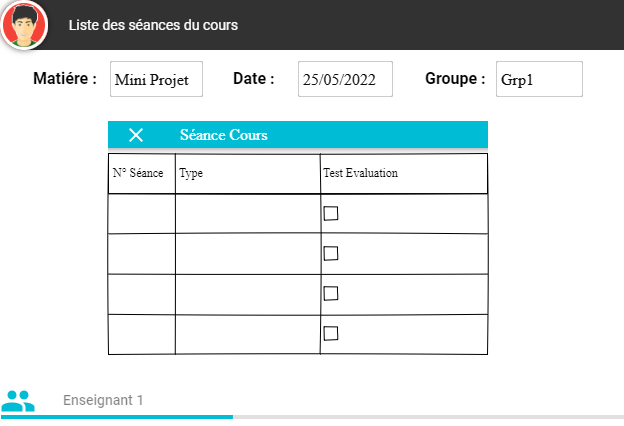 Liste des séances du cours
Matiére : Mini Projet Date : 25/05/2022 Groupe : Grp1
Séance Cours
N° Séance Type Test Evaluation
Enseignant 1